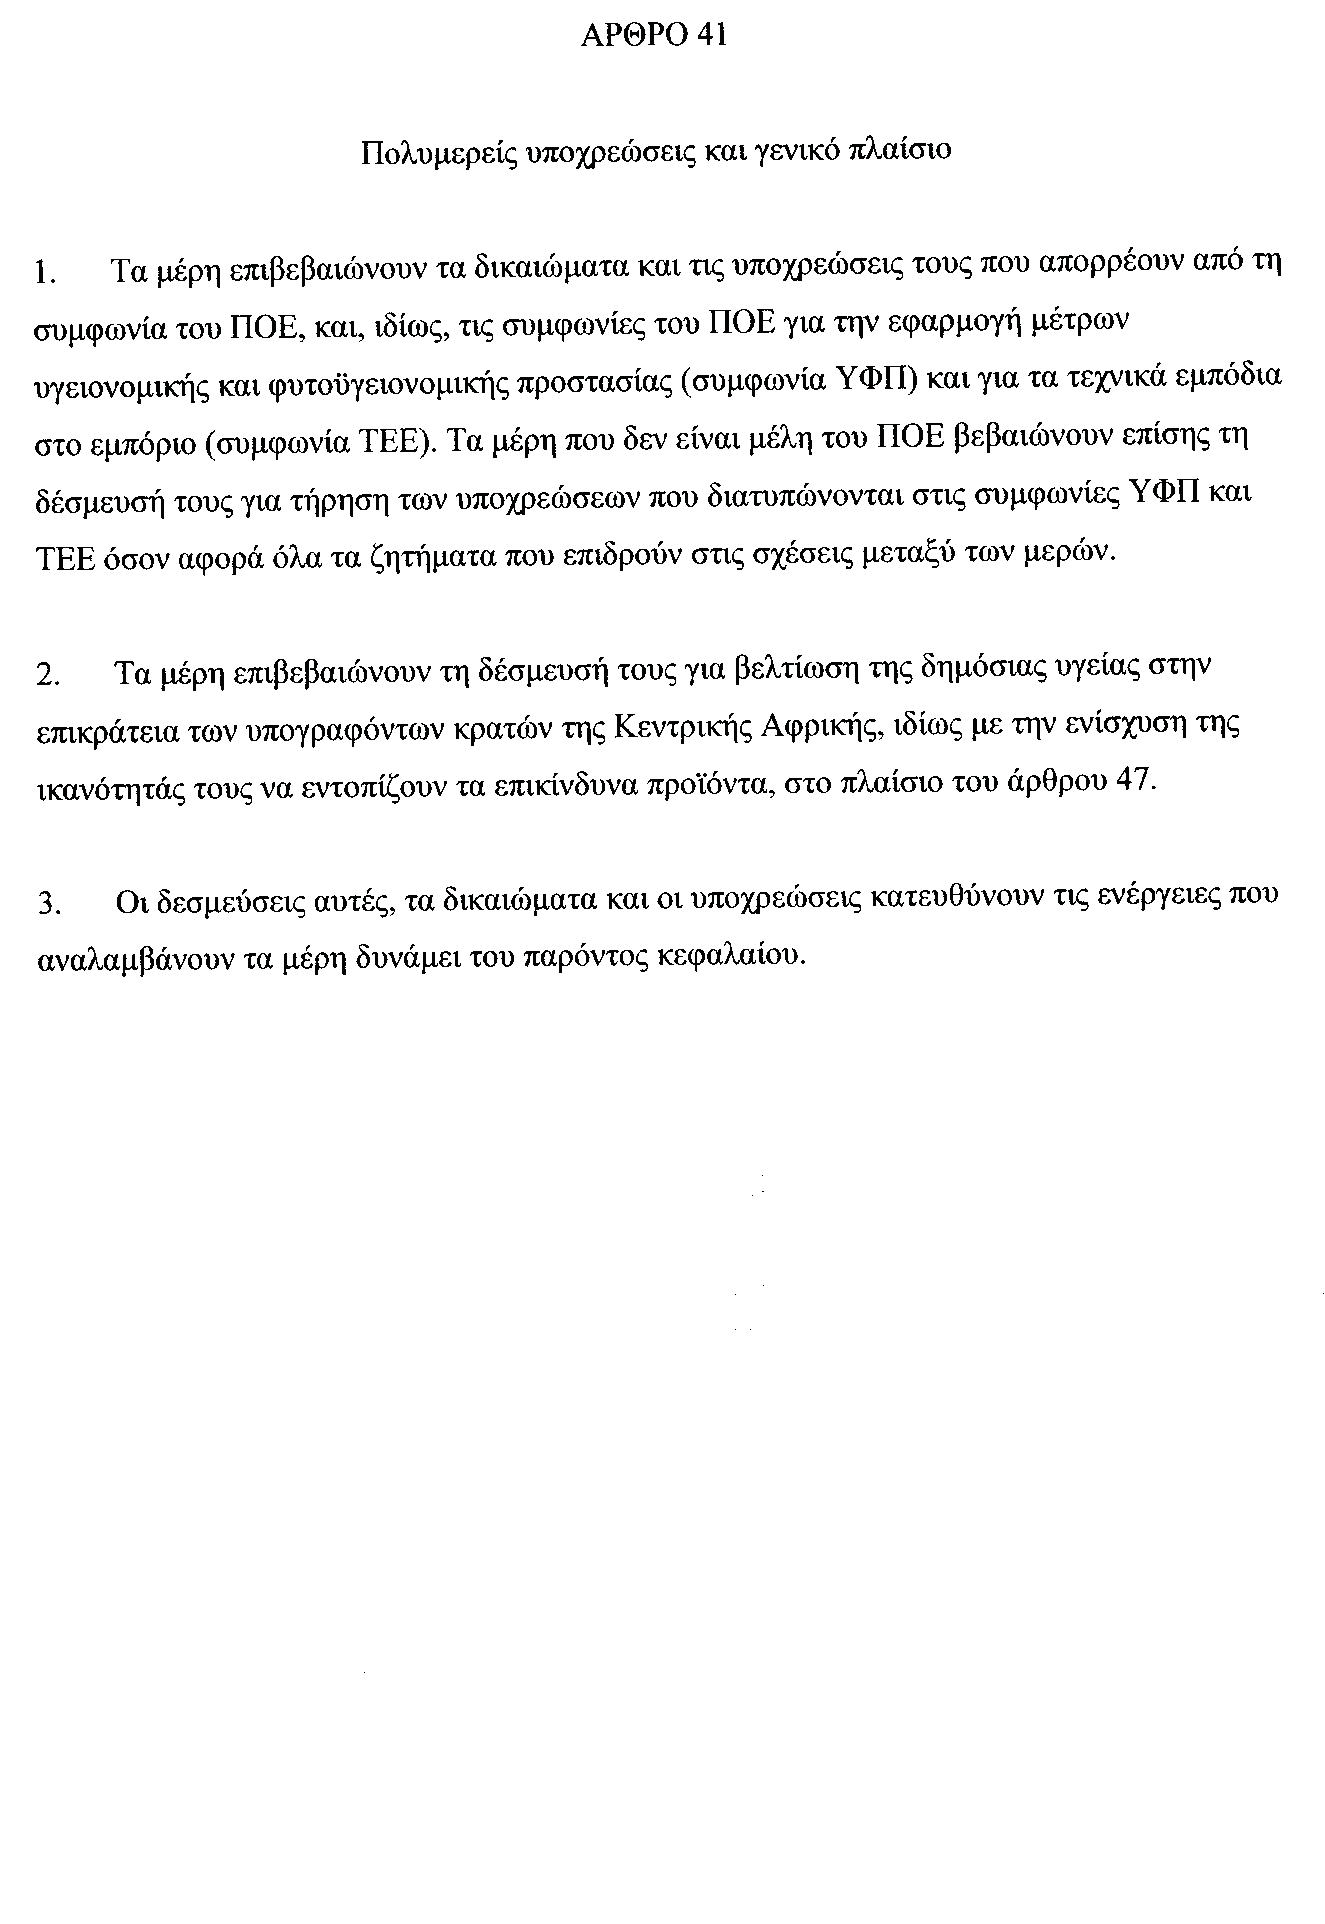 ΑΡΘΡΟ 41
Πολυμερείς υποχρεώσεις και γενικό πλαίσιο
1. Τα μέρη επιβεβαιώνουν τα δικαιώματα και τις υποχρεώσεις τους που απορρέουν από τη
συμφωνία του ΠΟΕ, και, ιδίως, τις συμφωνίες του ΠΟΕ για την εφαρμογή μέτρων
υγειονομικής και φυτοϋγειονομικής προστασίας (συμφωνία ΥΦΠ) και για τα τεχνικά εμπόδια
στο εμπόριο (συμφωνία ΤΕΕ). Τα μέρη που δεν είναι μέλη του ΠΟΕ βεβαιώνουν επίσης τη
δέσμευσή τους για τήρηση των υποχρεώσεων που διατυπώνονται στις συμφωνίες ΥΦΠ και
ΤΕΕ όσον αφορά όλα τα ζητήματα που επιδρούν στις σχέσεις μεταξύ των μερών.
2. Τα μέρη επιβεβαιώνουν τη δέσμευσή τους για βελτίωση της δημόσιας υγείας στην
επικράτεια των υπογραφόντων κρατών της Κεντρικής Αφρικής, ιδίως με την ενίσχυση της
ικανότητάς τους να εντοπίζουν τα επικίνδυνα προϊόντα, στο πλαίσιο του άρθρου 47.
3. Οι δεσμεύσεις αυτές, τα δικαιώματα και οι υποχρεώσεις κατευθύνουν τις ενέργειες που
αναλαμβάνουν τα μέρη δυνάμει του παρόντος κεφαλαίου.